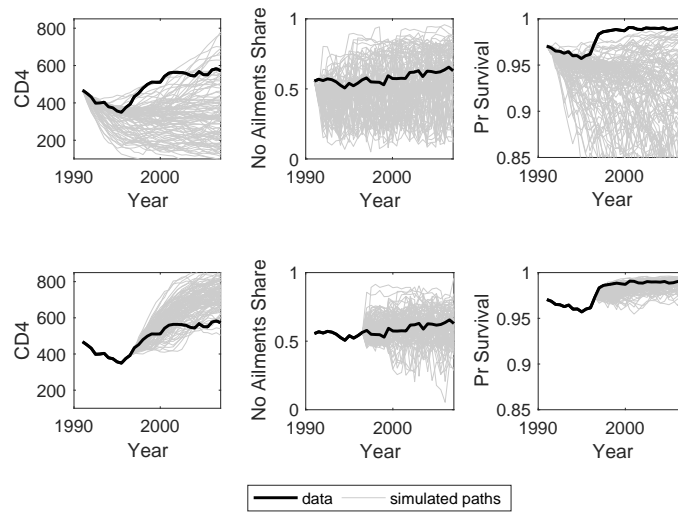 CD4
800
600
400
200
1990
2000
Year
No Ailments Share
1
0.5
0
1990
2000
Year
Pr Survival
1
0.95
0.9
0.85
1990
2000
Year
CD4
800
600
400
200
1990
2000
Year
No Ailments Share
1
0.5
0
1990
2000
Year
Pr Survival
1
0.95
0.9
0.85
1990
2000
Year
data
simulated paths